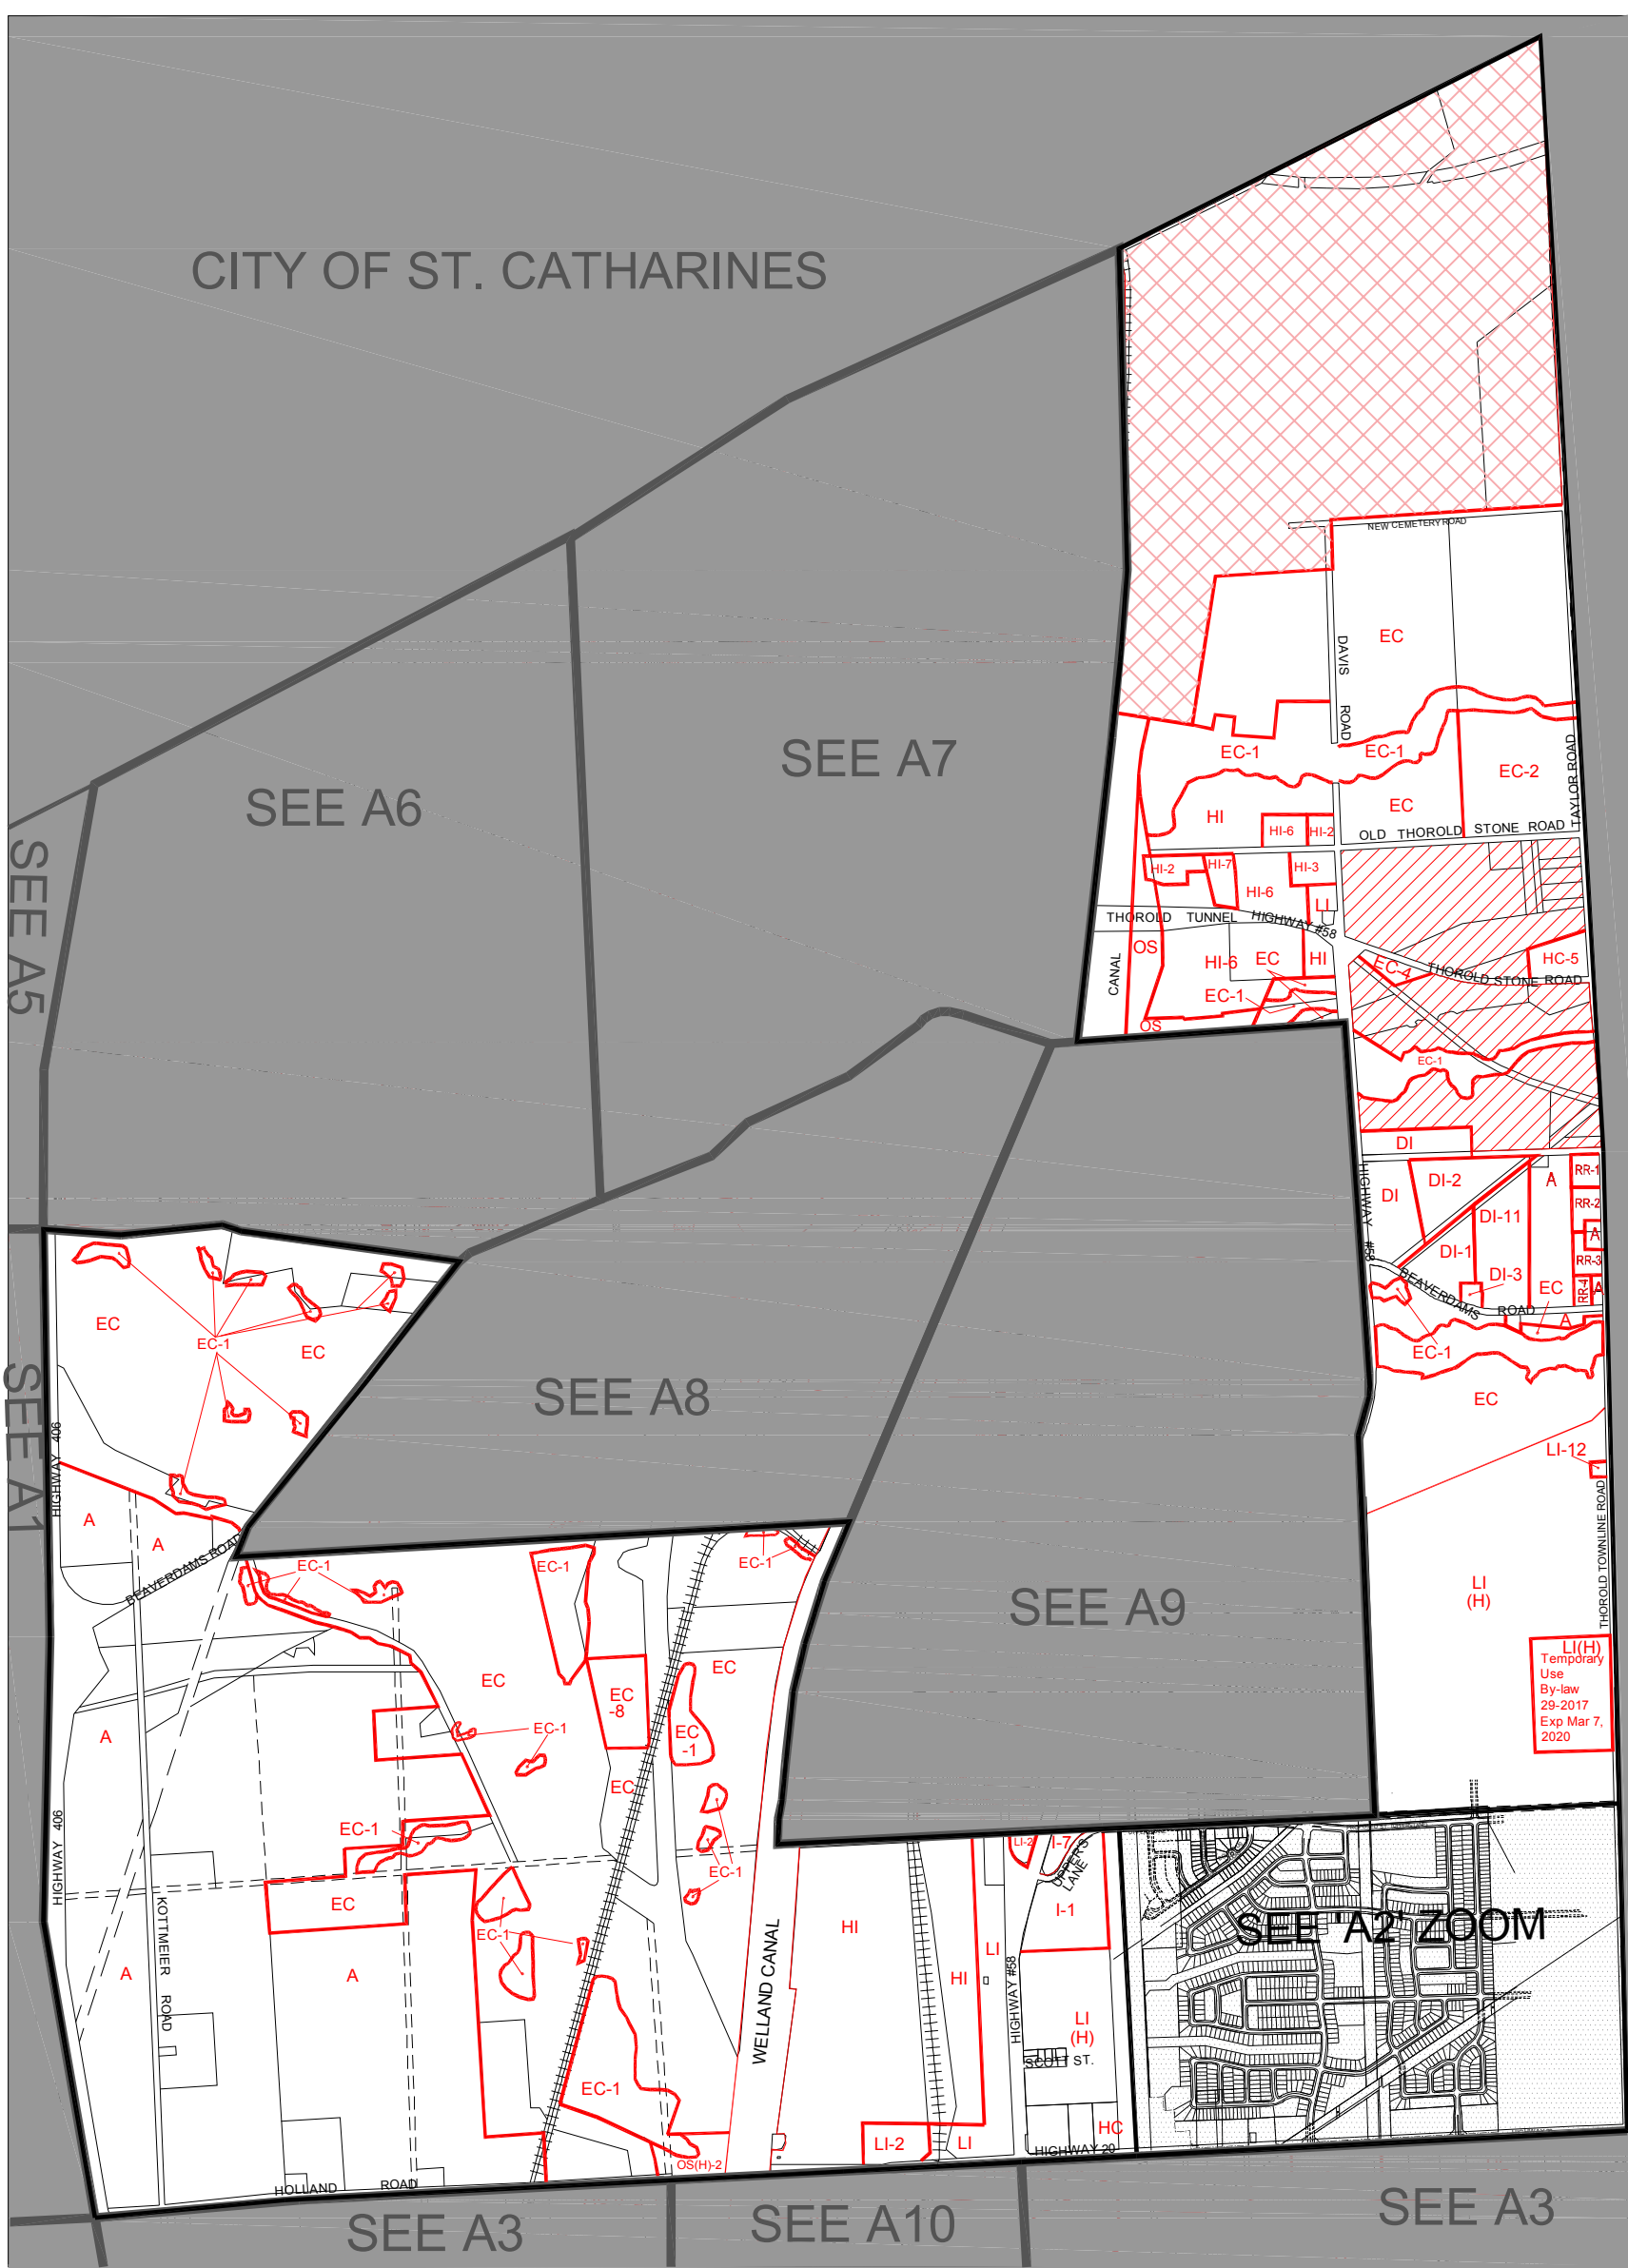 CITY OF ST. CATHARINES
NEW CEMETERY ROAD
EC
DAVIS ROAD
SEE A7
EC-1
EC-1
EC-2
TAYLOR ROAD
SEE A6
EC
HI
HI-6
HI-2
OLD THOROLD STONE ROAD
SEE A5
HI-2
HI-7
HI-3
HI-6
LI
THOROLD TUNNEL HIGHWAY #58
OS
CANAL
HI-6
EC
HI
EC-4
THOROLD STONE ROAD
HC-5
EC-1
OS
EC-1
DI
HIGHWAY #58
DI
DI-2
A
RR-1
RR-2
DI-11
A
DI-1
RR-3
DI-3
EC
RR-4
A
BEAVERDAMS ROAD
A
EC-1
EC
EC-1
EC
SEE A8
EC
SEE A1
HIGHWAY 406
LI-12
THOROLD TOWNLINE ROAD
A
A
BEAVERDAMS ROAD
EC-1
EC-1
EC-1
SEE A9
LI
(H)
LI(H)
Temporary
Use
By-law
29-2017
Exp Mar 7,
2020
EC
EC
-8
EC
EC
-1
EC-1
A
EC
EC-1
EC-1
HIGHWAY 406
KOTTMEIER ROAD
EC
LI-2
I-7
UPPERS
LANE
I-1
SEE 'A2' ZOOM
EC-1
HI
LI
HI
A
A
HIGHWAY #58
WELLAND CANAL
LI
(H)
SCOTT ST.
EC-1
HC
LI-2
LI
HIGHWAY 20
OS(H)-2
HOLLAND ROAD
SEE A3
SEE A10
SEE A3